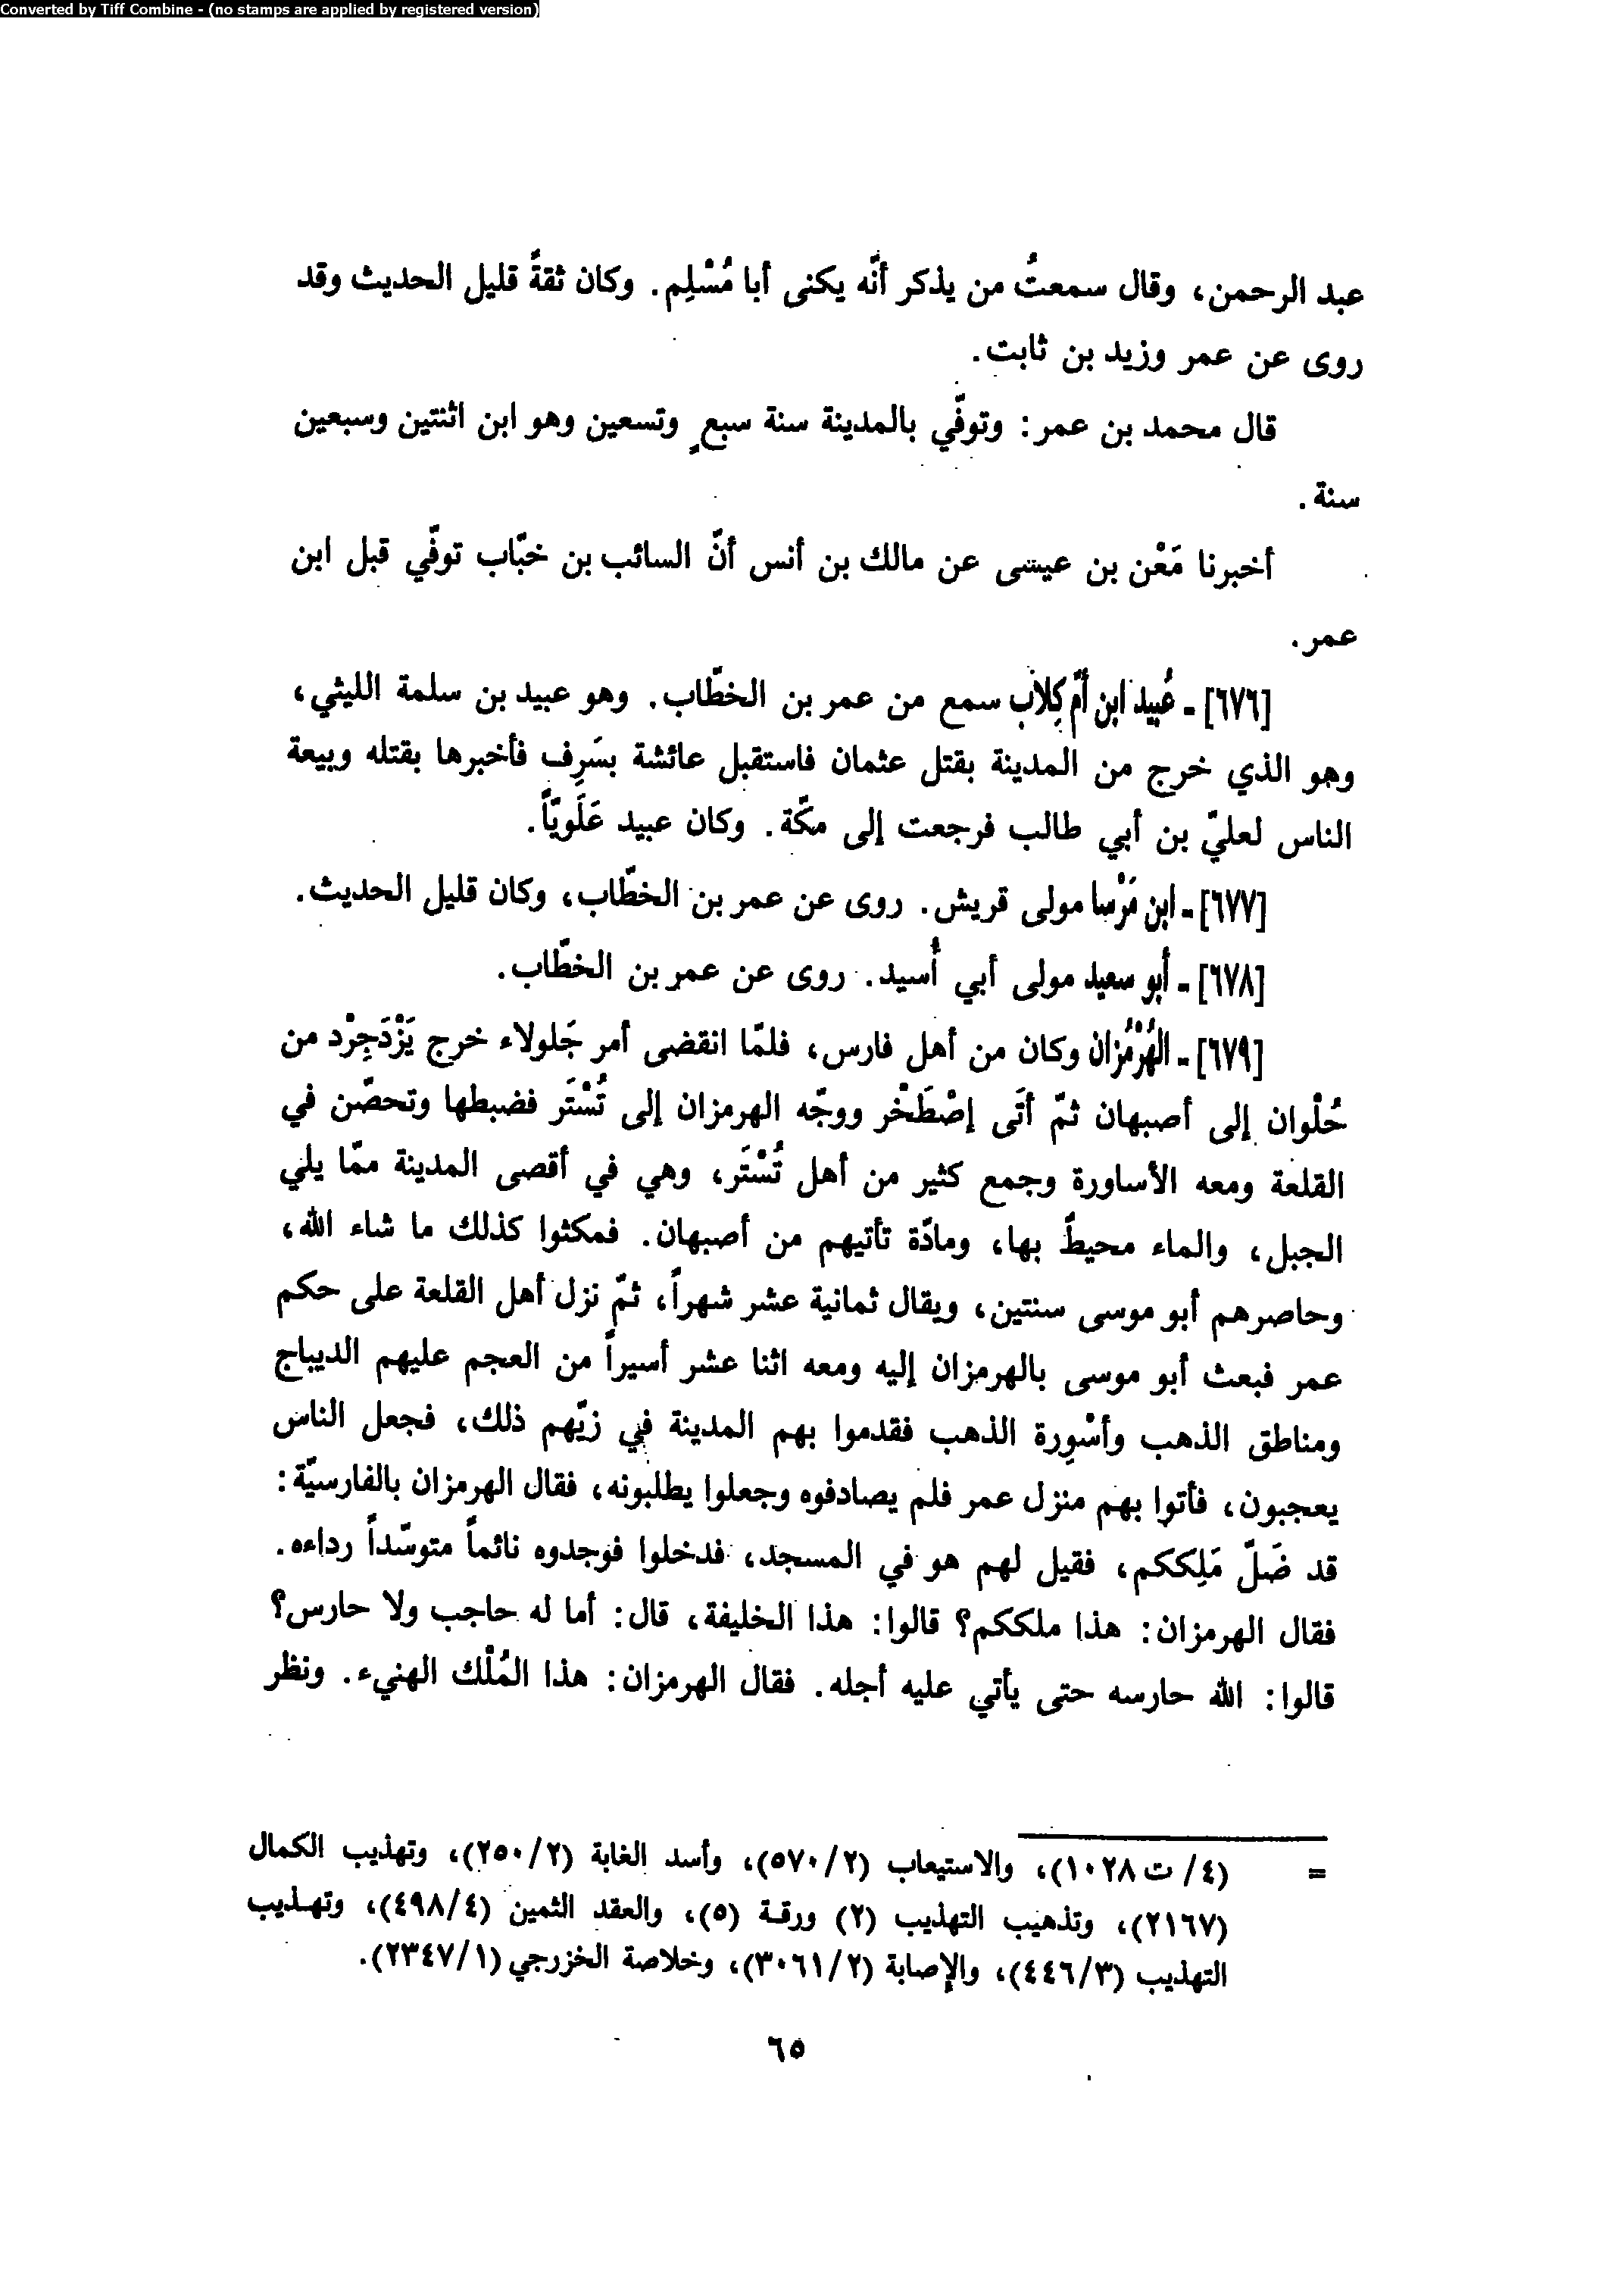 Converted by Tiff Combine - (no stamps are applied by registered version)
عبد الرحمن، وقال سمعتُ من يذكر أنّه يكنى أبا مُسْلِم. وكان ثقةً قليل الحديث وقد
روى عن عمر وزيد بن ثابت.
قال محمد بن عمر: وتوفّي بالمدينة سنة سبعٍ وتسعين وهو ابن اثنتين وسبعين
سنة.
أخبرنا مَعْن بن عيسى عن مالك بن أنس أنّ السائب بن خبّاب توفّي قبل ابن
عمر.
[٦٧٦] - عُبيد ابن أمّ كِلاب سمع من عمر بن الخطّاب. وهو عبيد بن سلمة الليثي،
وهو الذي خرج من المدينة بقتل عثمان فاستقبل عائشة بسَرِف فأخبرها بقتله وبيعة
الناس لعليّ بن أبي طالب فرجعت إلى مكّة. وكان عبيد عَلَويّاً.
[٦٧٧] - ابن مَرْسا مولى قريش. روى عن عمر بن الخطّاب، وكان قليل الحديث.
[٦٧٨] - أبو سعيد مولى أبي أُسيد. روى عن عمر بن الخطّاب.
[٦٧٩] - الهُرْمُزان وكان من أهل فارس، فلمّا انقضى أمر جَلولاء خرج يَزْدَجِرْد من
حُلْوان إلى أصبهان ثمّ أتَى إصْطَخْر ووجّه الهرمزان إلى تُسْتَر فضبطها وتحصّن في
القلعة ومعه الأساورة وجمع كثير من أهل تُسْتَر، وهي في أقصى المدينة ممّا يلي
الجبل، والماء محيطٌ بها، ومادّة تأتيهم من أصبهان. فمكثوا كذلك ما شاء الله،
وحاصرهم أبو موسى سنتين، ويقال ثمانية عشر شهراً، ثمّ نزل أهل القلعة على حكم
عمر فبعث أبو موسى بالهرمزان إليه ومعه اثنا عشر أسيراً من العجم عليهم الديباج
ومناطق الذهب وأسْوِرة الذهب فقدموا بهم المدينة في زيّهم ذلك، فجعل الناس
يعجبون، فأتوا بهم منزل عمر فلم يصادفوه وجعلوا يطلبونه، فقال الهرمزان بالفارسيّة:
قد ضَلّ مَلِككم، فقيل لهم هو في المسجد، فدخلوا فوجدوه نائماً متوسّداً رداءه.
فقال الهرمزان: هذا ملككم؟ قالوا: هذا الخليفة، قال: أما له حاجب ولا حارس؟
قالوا: الله حارسه حتى يأتي عليه أجله. فقال الهرمزان: هذا المُلْك الهنيء. ونظر
= (٤/ ت ١٠٢٨)، والاستيعاب (٥٧٠/٢)، وأسد الغابة (٢٥٠/٢)، وتهذيب الكمال
(٢١٦٧)، وتذهيب التهذيب (٢) ورقة (٥)، والعقد الثمين (٤٩٨/٤)، وتهذيب
التهذيب (٤٤٦/٣)، والإصابة (٣٠٦١/٢)، وخلاصة الخزرجي (٢٣٤٧/١).
٦٥